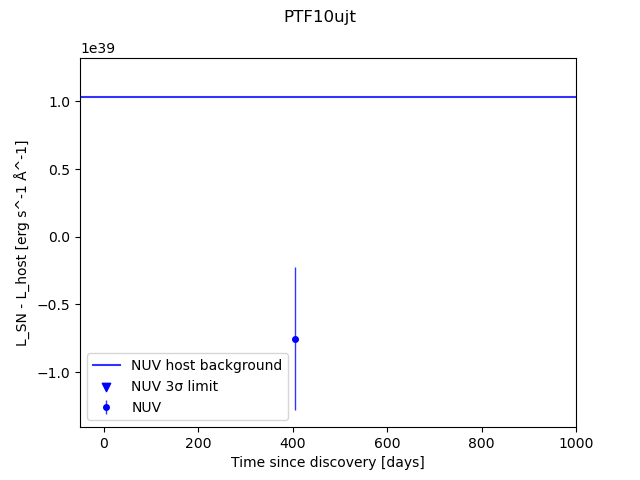 PTF10ujt
1e39
1.0
0.5
0.0
−0.5
−1.0
L_SN - L_host [erg s^-1 Å^-1]
NUV host background
NUV 3σ limit
NUV
0 200 400 600 800 1000
Time since discovery [days]